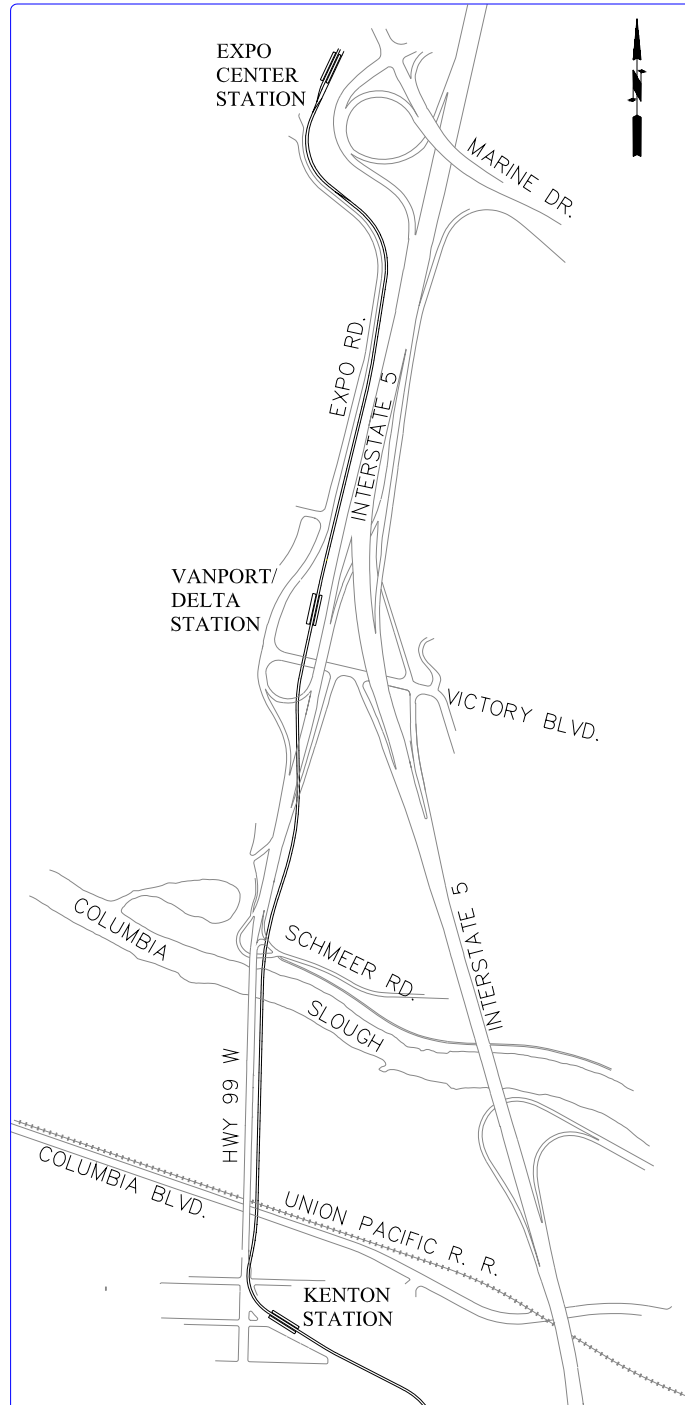 EXPO
CENTER
STATION
N
MARINE DR.
EXPO RD.
INTERSTATE 5
VANPORT/
DELTA
STATION
VICTORY BLVD.
COLUMBIA
SLOUGH
SCHMEER RD.
INTERSTATE 5
HWY 99 W
COLUMBIA BLVD.
UNION PACIFIC R. R.
KENTON
STATION